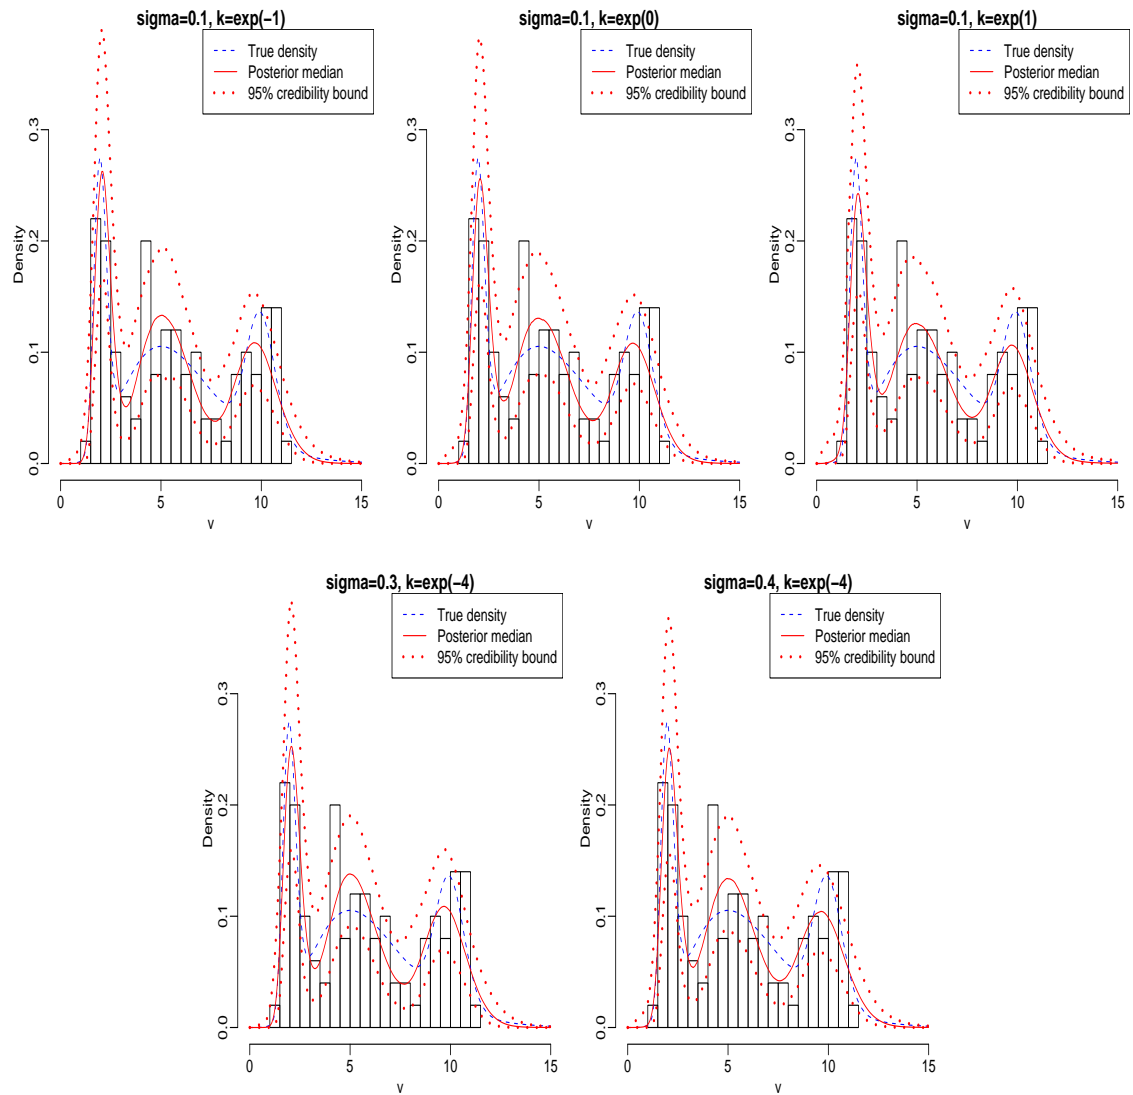 sigma=0.1, k=exp(−1)
True density
Posterior median
95% credibility bound
Density
0.0
0.1
0.2
0.3
0
5
10
15
v
sigma=0.1, k=exp(0)
True density
Posterior median
95% credibility bound
Density
0.0
0.1
0.2
0.3
0
5
10
15
v
sigma=0.1, k=exp(1)
True density
Posterior median
95% credibility bound
Density
0.0
0.1
0.2
0.3
0
5
10
15
v
sigma=0.3, k=exp(−4)
True density
Posterior median
95% credibility bound
Density
0.0
0.1
0.2
0.3
0
5
10
15
v
sigma=0.4, k=exp(−4)
True density
Posterior median
95% credibility bound
Density
0.0
0.1
0.2
0.3
0
5
10
15
v